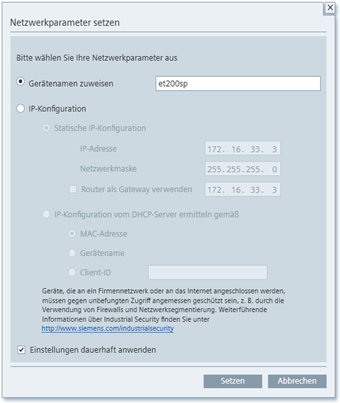 Netzwerkparameter setzen
Bitte wählen Sie Ihre Netzwerkparameter aus
Gerätenamen zuweisen et200sp
IP-Konfiguration
Statische IP-Konfiguration
IP-Adresse 172. 16. 33. 3
Netzwerkmaske 255.255.255. 0
Router als Gateway verwenden 172. 16. 33. 3
IP-Konfiguration vom DHCP-Server ermitteln gemäß
MAC-Adresse
Gerätename
Client-ID
Geräte, die an ein Firmennetzwerk oder an das Internet angeschlossen werden,
müssen gegen unbefugten Zugriff angemessen geschützt sein, z. B. durch die
Verwendung von Firewalls und Netzwerksegmentierung. Weiterführende
Informationen über Industrial Security finden Sie unter
http://www.siemens.com/industrialsecurity
Einstellungen dauerhaft anwenden
Setzen Abbrechen